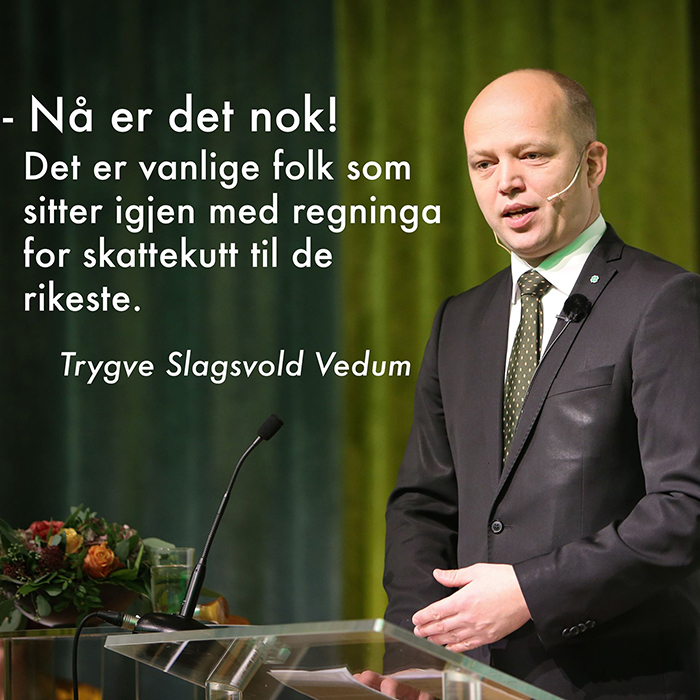 - Nå er det nok!
Det er vanlige folk som
sitter igjen med regninga
for skattekutt til de
rikeste.
Trygve Slagsvold Vedum